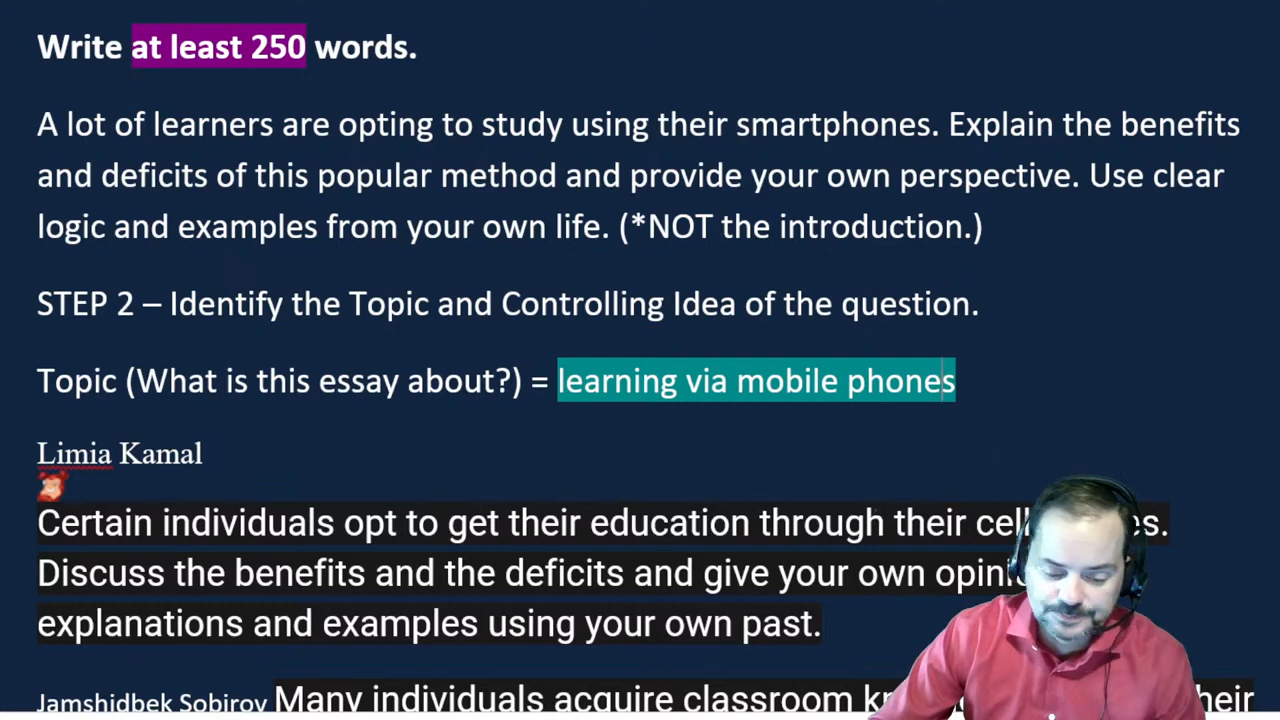 Write at least 250 words.
A lot of learners are opting to study using their smartphones. Explain the benefits
and deficits of this popular method and provide your own perspective. Use clear
logic and examples from your own life. (*NOT the introduction.)
STEP 2 – Identify the Topic and Controlling Idea of the question.
Topic (What is this essay about?) = learning via mobile phones
Limia Kamal
Certain individuals opt to get their education through their
Discuss the benefits and the deficits and give your own
explanations and examples using your own past.
Jamshidbek Sobirov Many individuals acquire classroom